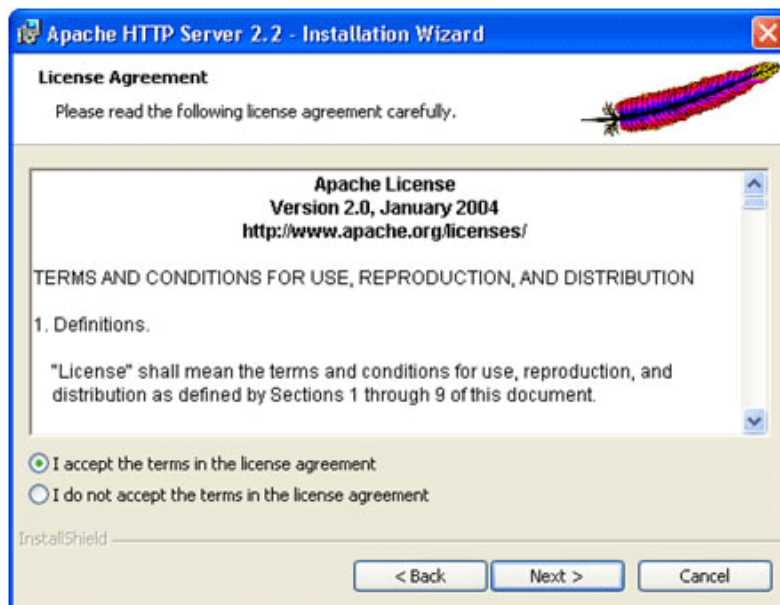 Apache HTTP Server 2.2 - Installation Wizard
License Agreement
Please read the following license agreement carefully.
Apache License
Version 2.0, January 2004
http://www.apache.org/licenses/
TERMS AND CONDITIONS FOR USE, REPRODUCTION, AND DISTRIBUTION
1. Definitions.
"License" shall mean the terms and conditions for use, reproduction, and
distribution as defined by Sections 1 through 9 of this document.
I accept the terms in the license agreement
I do not accept the terms in the license agreement
InstallShield
< Back Next > Cancel